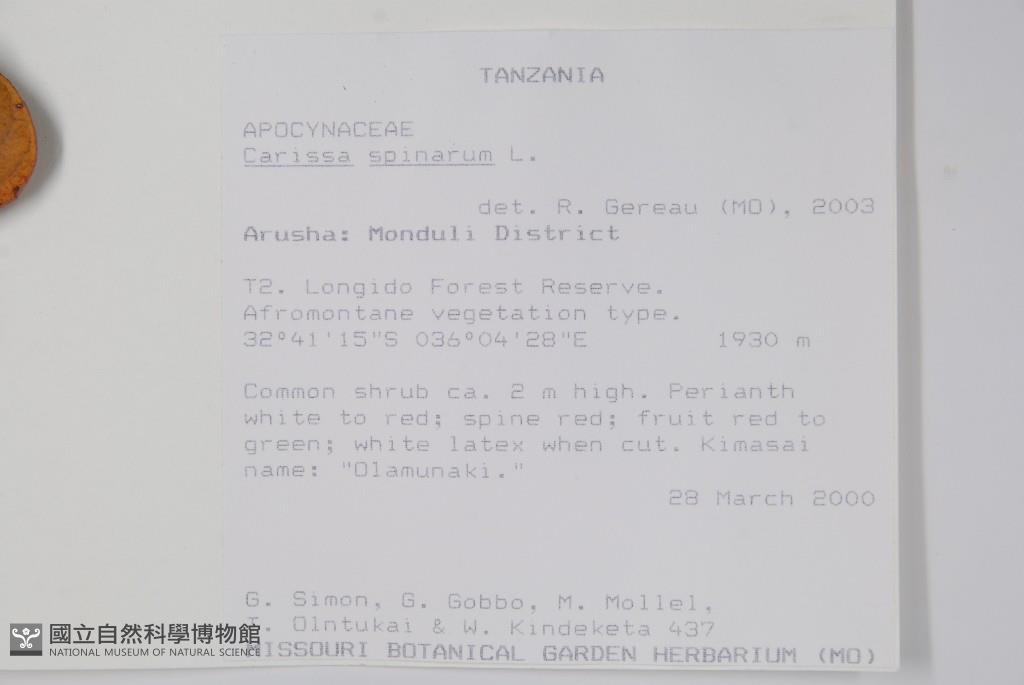 TANZANIA
APOCYNACEAE
Carissa spinarum L.
det. R. Gereau (MO), 2003
Arusha: Monduli District
T2. Longido Forest Reserve.
Afromontane vegetation type.
32°41'15"S 036°04'28"E 1930 m
Common shrub ca. 2 m high. Perianth
white to red; spine red; fruit red to
green; white latex when cut. Kimasai
name: "Olamunaki."
28 March 2000
G. Simon, G. Gobbo, M. Mollel,
Olntukai & W. Kindeketa 437
MISSOURI BOTANICAL GARDEN HERBARIUM (MO)
國立自然科學博物館
NATIONAL MUSEUM OF NATURAL SCIENCE